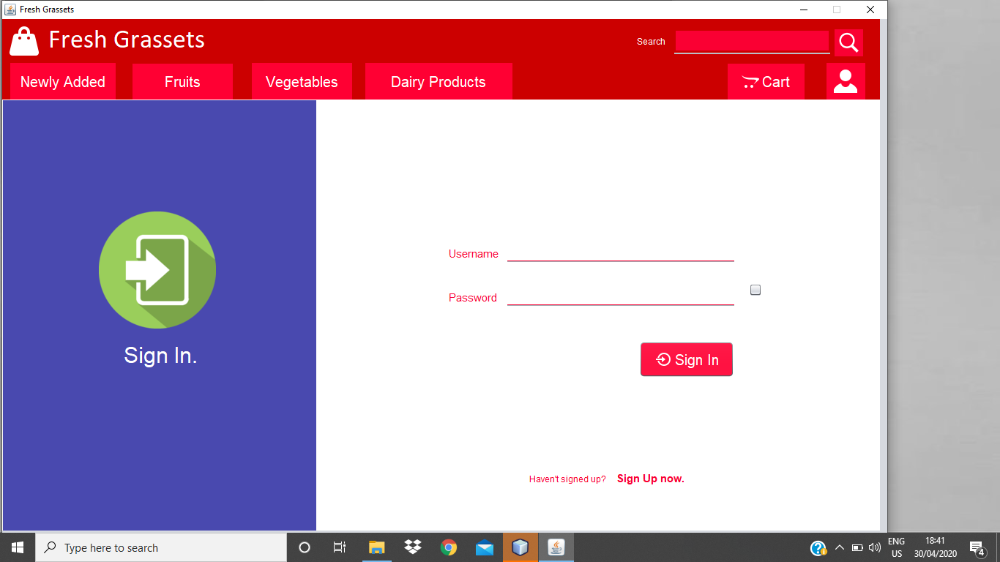 Fresh Grassets
Fresh Grassets
Search
Newly Added
Fruits
Vegetables
Dairy Products
Cart
Sign In.
Username
Password
Sign In
Haven't signed up? Sign Up now.
Type here to search
ENG
US
18:41
30/04/2020
4